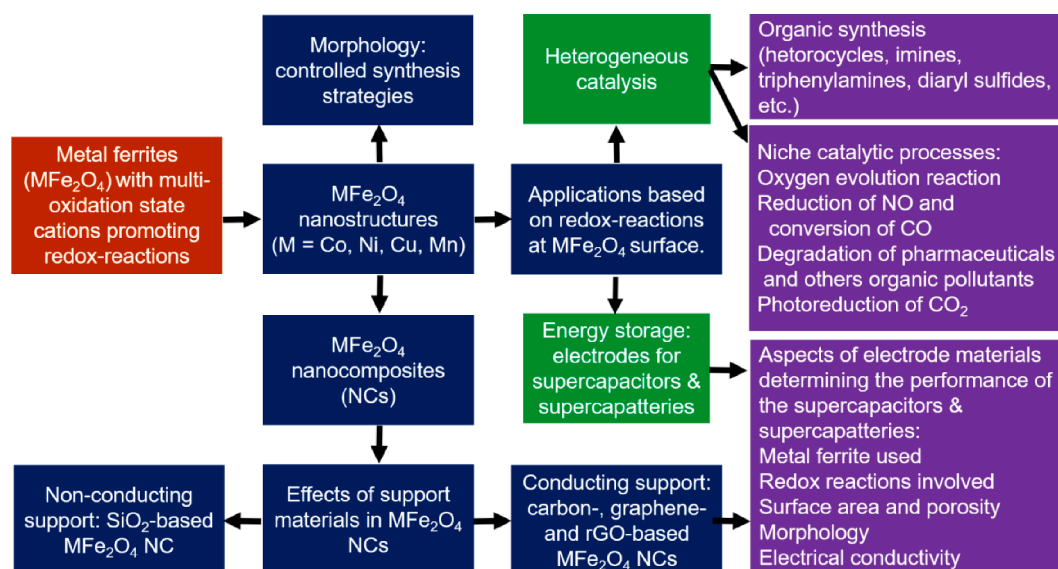 Morphology:
controlled synthesis
strategies
Heterogeneous
catalysis
Organic synthesis
(hetorocycles, imines,
triphenylamines, diaryl sulfides,
etc.)
Metal ferrites
(MFe₂O₄) with multi-
oxidation state
cations promoting
redox-reactions
MFe₂O₄
nanostructures
(M = Co, Ni, Cu, Mn)
Applications based
on redox-reactions
at MFe₂O₄ surface.
Niche catalytic processes:
Oxygen evolution reaction
Reduction of NO and
conversion of CO
Degradation of pharmaceuticals
and others organic pollutants
Photoreduction of CO₂
MFe₂O₄
nanocomposites
(NCs)
Energy storage:
electrodes for
supercapacitors &
supercapatteries
Aspects of electrode materials
determining the performance of
the supercapacitors &
supercapatteries:
Metal ferrite used
Redox reactions involved
Surface area and porosity
Morphology
Electrical conductivity
Non-conducting
support: SiO₂-based
MFe₂O₄ NC
Effects of support
materials in MFe₂O₄
NCs
Conducting support:
carbon-, graphene-
and rGO-based
MFe₂O₄ NCs